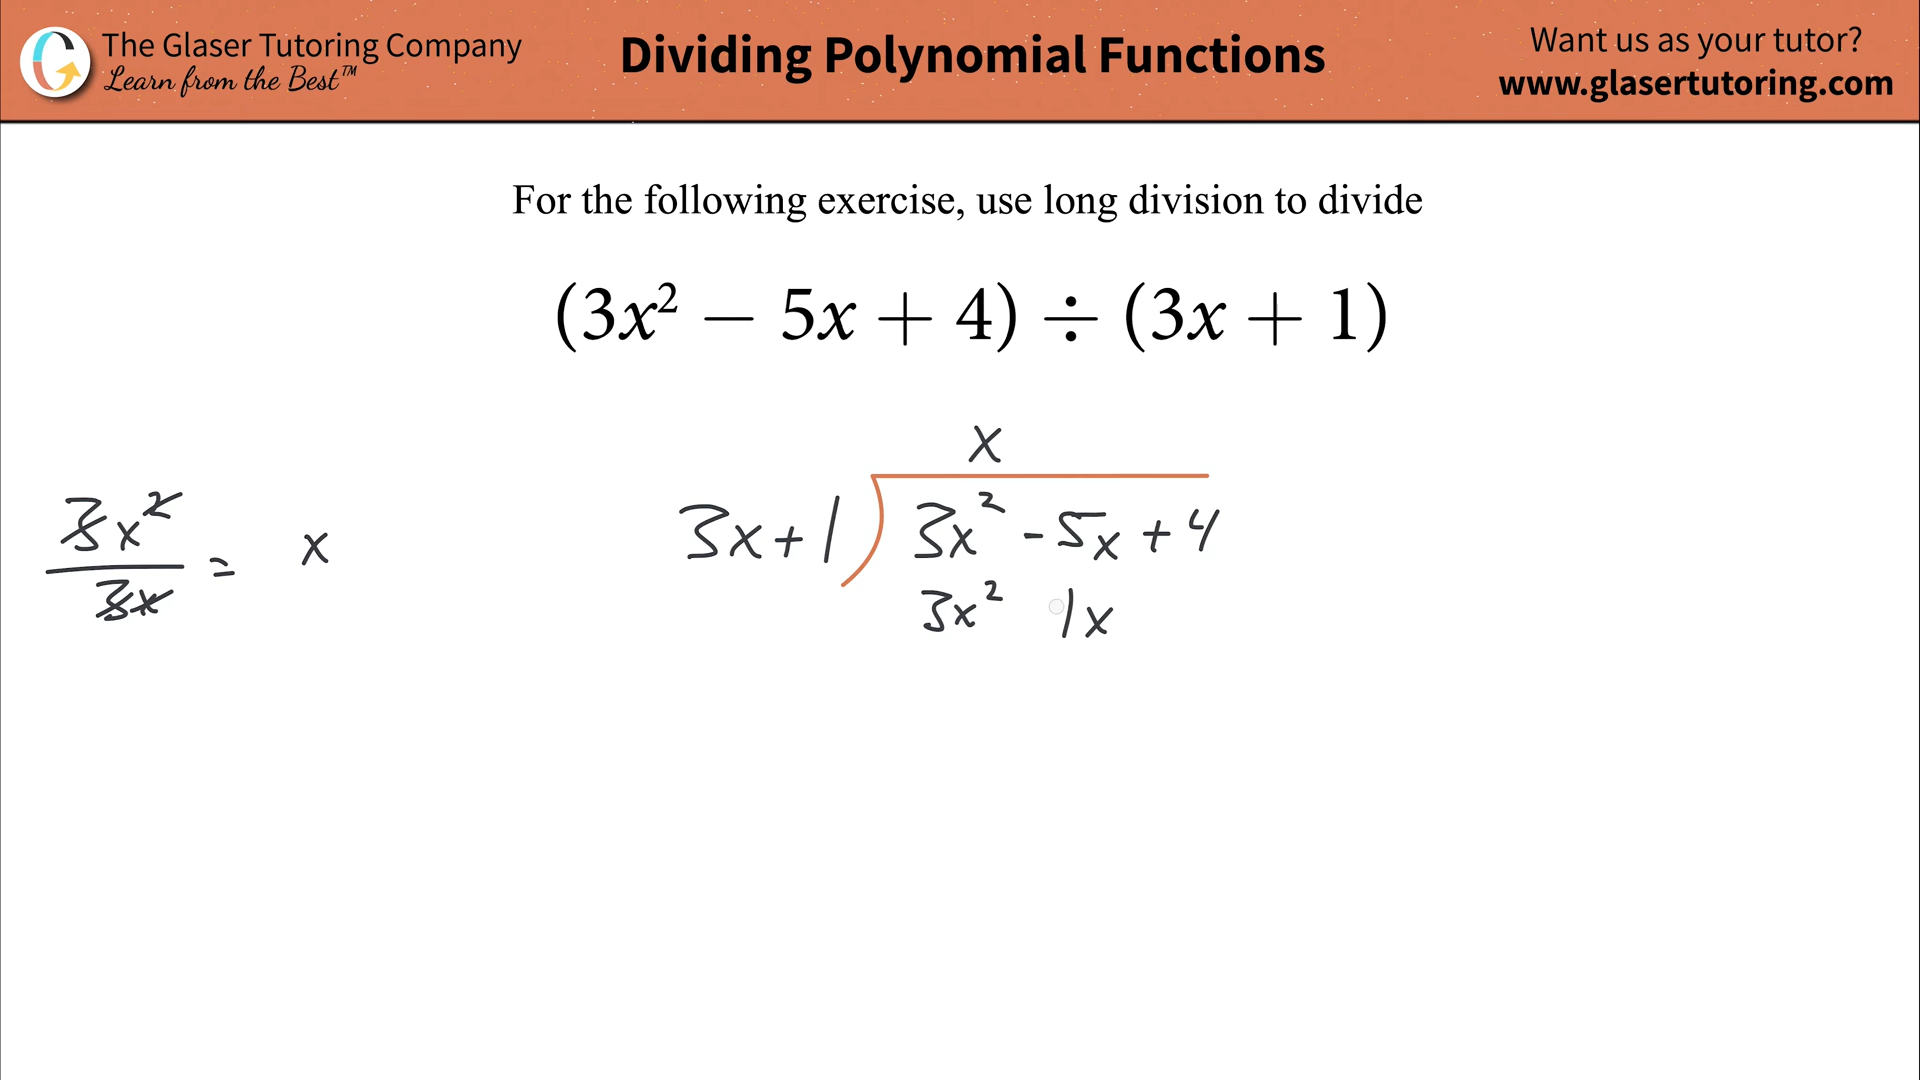 The Glaser Tutoring Company
Learn from the Best™
Dividing Polynomial Functions
Want us as your tutor?
www.glasertutoring.com
For the following exercise, use long division to divide
(3x² − 5x + 4) ÷ (3x + 1)
x
3x² / 3x = x
3x+1 3x² -5x +4
3x² 1x